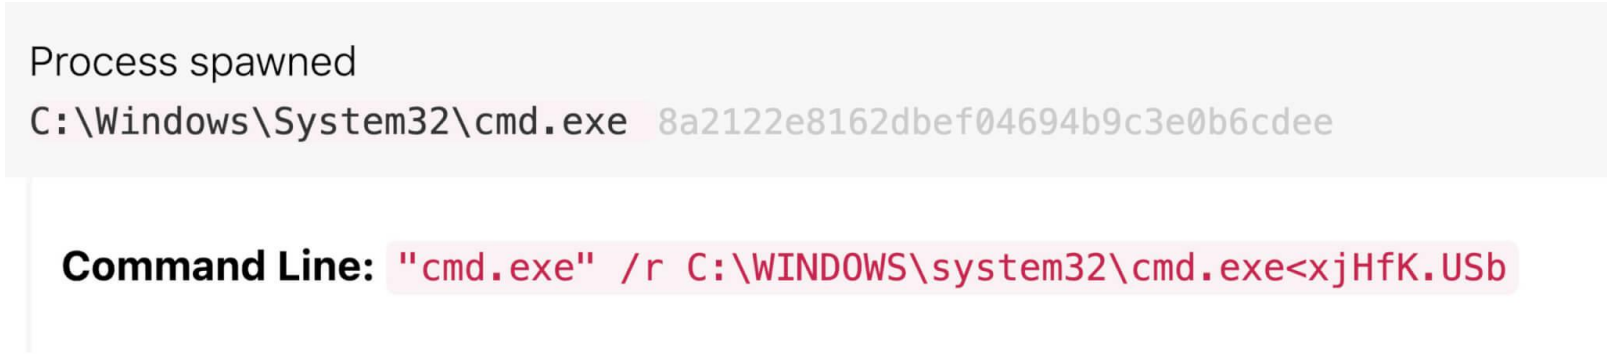 Process spawned
C:\Windows\System32\cmd.exe 8a2122e8162dbef04694b9c3e0b6cdee
Command Line: "cmd.exe" /r C:\WINDOWS\system32\cmd.exe<xjHfK.USb